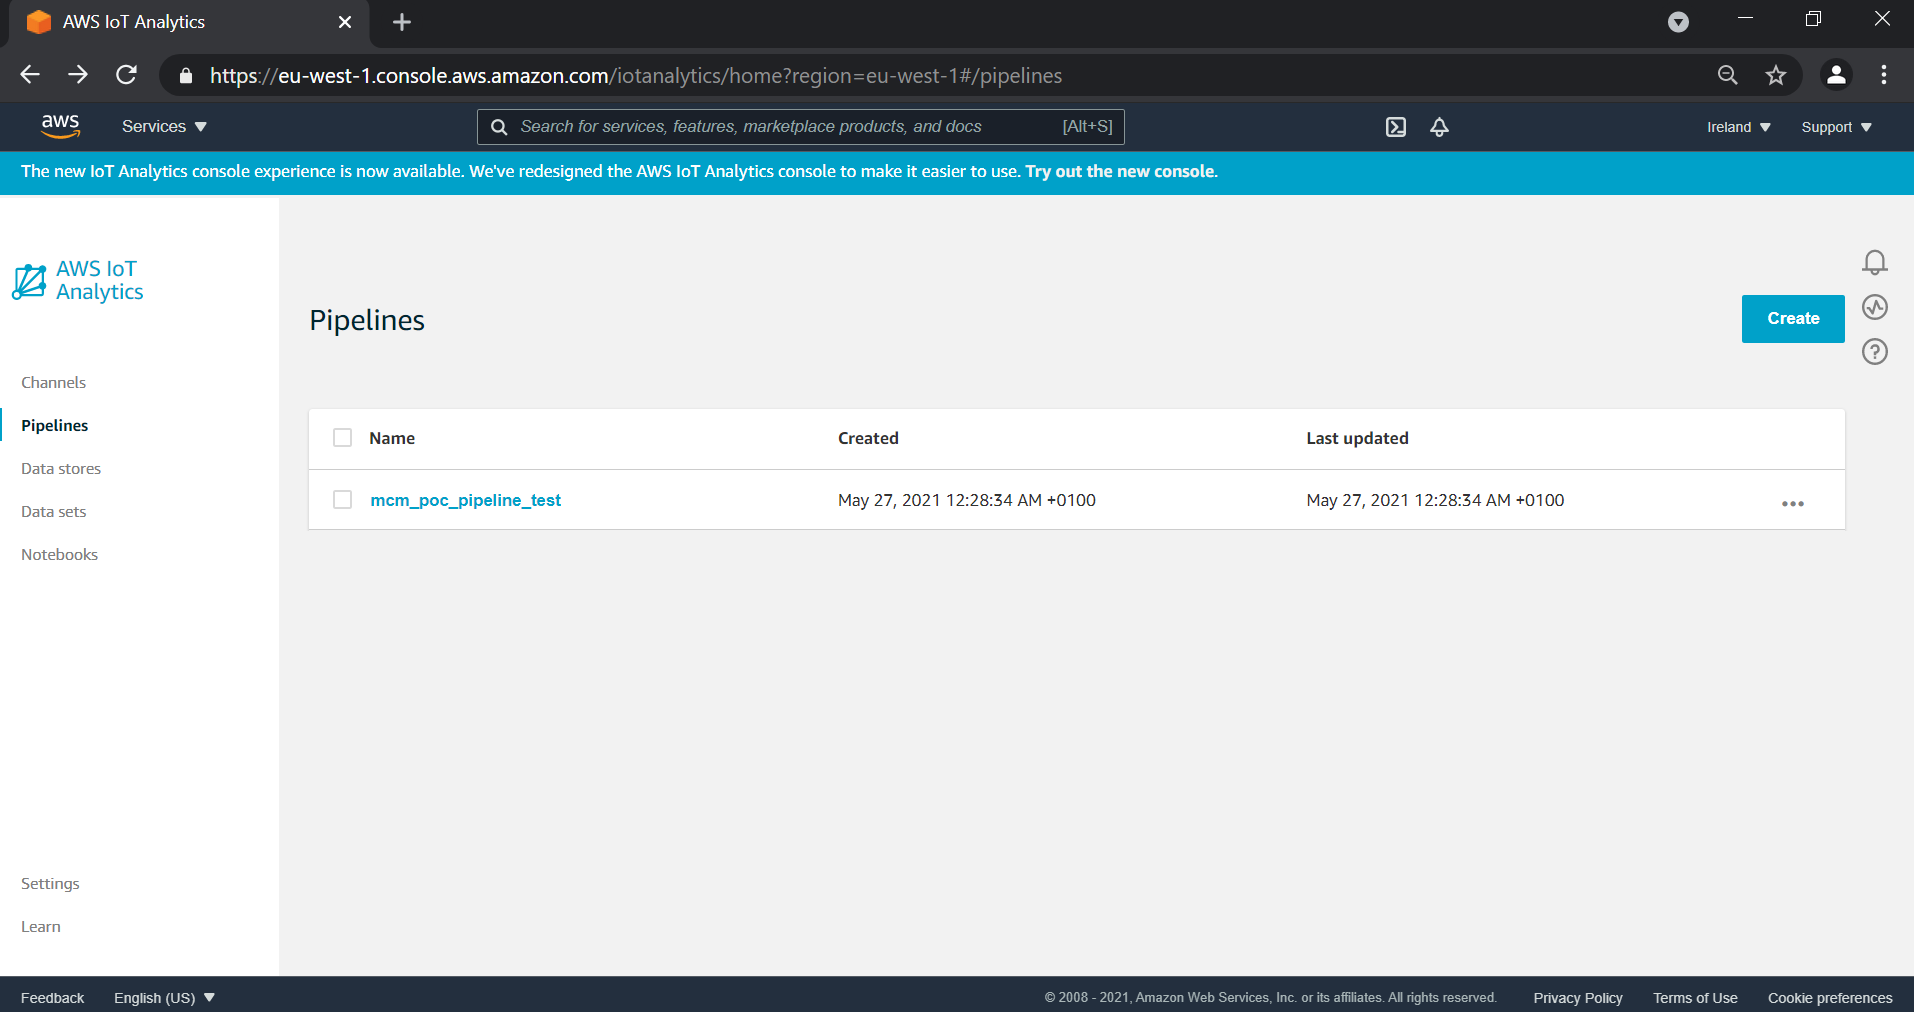 AWS IoT Analytics
https://eu-west-1.console.aws.amazon.com/iotanalytics/home?region=eu-west-1#/pipelines
aws
Services
Search for services, features, marketplace products, and docs
[Alt+S]
Ireland
Support
The new IoT Analytics console experience is now available. We've redesigned the AWS IoT Analytics console to make it easier to use. Try out the new console.
AWS IoT
Analytics
Channels
Pipelines
Data stores
Data sets
Notebooks
Settings
Learn
Pipelines
Create
Name Created Last updated
mcm_poc_pipeline_test May 27, 2021 12:28:34 AM +0100 May 27, 2021 12:28:34 AM +0100
Feedback
English (US)
© 2008 - 2021, Amazon Web Services, Inc. or its affiliates. All rights reserved.
Privacy Policy
Terms of Use
Cookie preferences